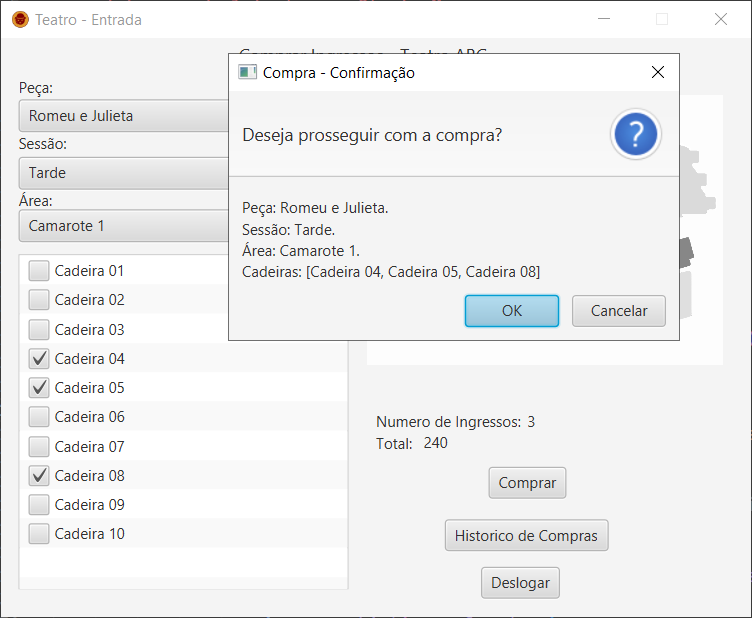 Teatro - Entrada
Compra - Confirmação
Deseja prosseguir com a compra?
Peça: Romeu e Julieta.
Sessão: Tarde.
Área: Camarote 1.
Cadeiras: [Cadeira 04, Cadeira 05, Cadeira 08]
OK
Cancelar
Peça:
Romeu e Julieta
Sessão:
Tarde
Área:
Camarote 1
Cadeira 01
Cadeira 02
Cadeira 03
Cadeira 04
Cadeira 05
Cadeira 06
Cadeira 07
Cadeira 08
Cadeira 09
Cadeira 10
Numero de Ingressos: 3
Total: 240
Comprar
Historico de Compras
Deslogar